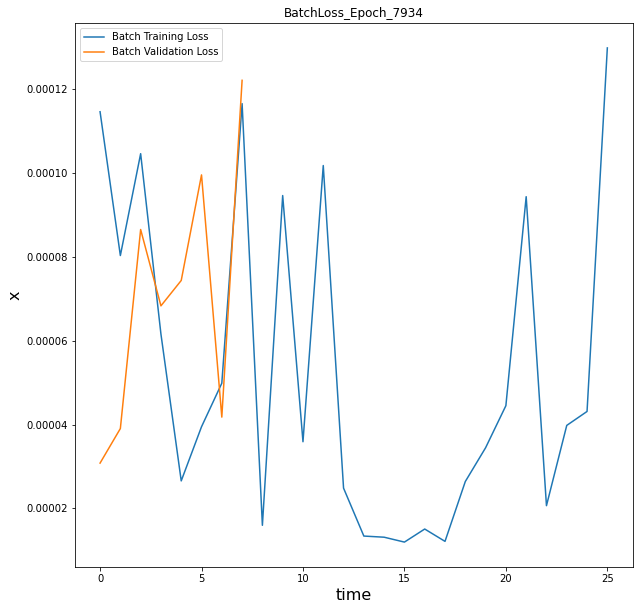 BatchLoss_Epoch_7934
Batch Training Loss
Batch Validation Loss
0.00012
0.00010
0.00008
0.00006
0.00004
0.00002
x
0 5 10 15 20 25
time